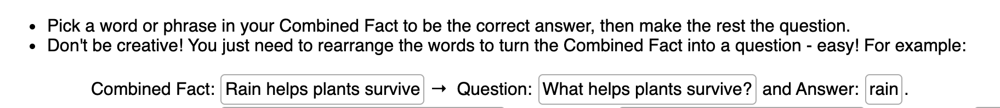 • Pick a word or phrase in your Combined Fact to be the correct answer, then make the rest the question.
• Don't be creative! You just need to rearrange the words to turn the Combined Fact into a question - easy! For example:
Combined Fact: Rain helps plants survive → Question: What helps plants survive? and Answer: rain .